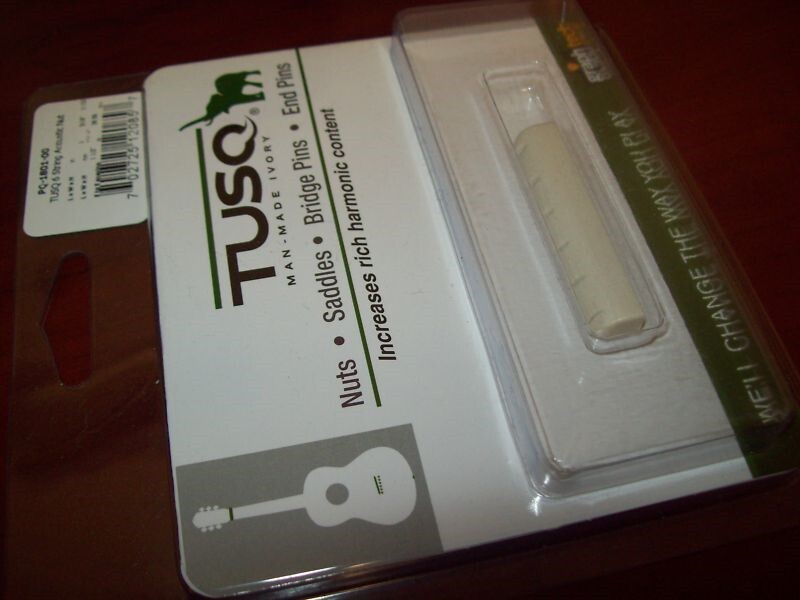 PQ-1801-00
TUSQ 6 String Acoustic Nut
TUSQ®
MAN-MADE IVORY
Nuts • Saddles • Bridge Pins • End Pins
Increases rich harmonic content
WE'LL CHANGE THE WAY YOU PLAY